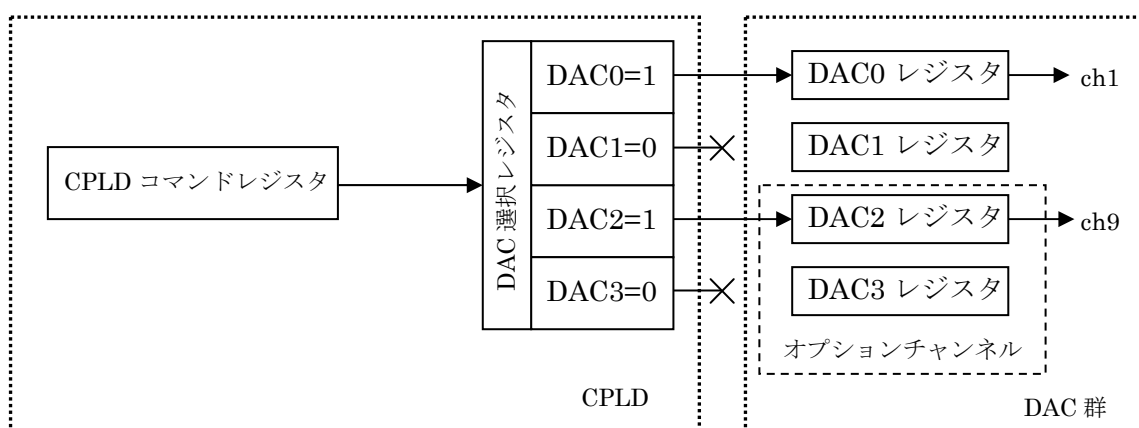 CPLD コマンドレジスタ
DAC 選択レジスタ
DAC0=1
DAC1=0
DAC2=1
DAC3=0
CPLD
DAC0 レジスタ
ch1
DAC1 レジスタ
DAC2 レジスタ
ch9
DAC3 レジスタ
オプションチャンネル
DAC 群